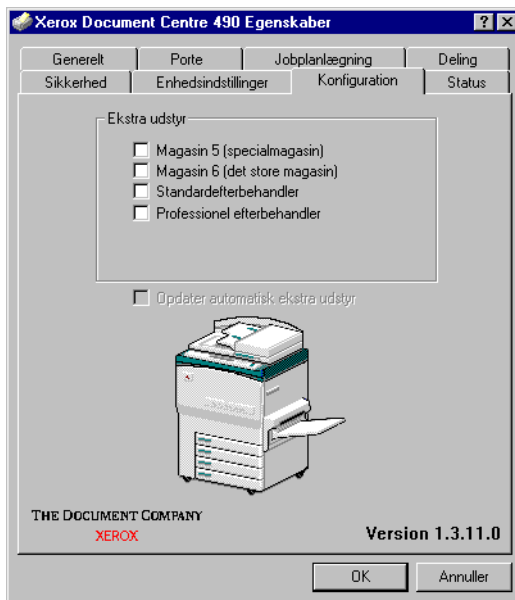 Xerox Document Centre 490 Egenskaber
Generelt Porte Jobplanlægning Deling
Sikkerhed Enhedsindstillinger Konfiguration Status
Ekstra udstyr
Magasin 5 (specialmagasin)
Magasin 6 (det store magasin)
Standardefterbehandler
Professionel efterbehandler
Opdater automatisk ekstra udstyr
THE DOCUMENT COMPANY
XEROX
Version 1.3.11.0
OK Annuller